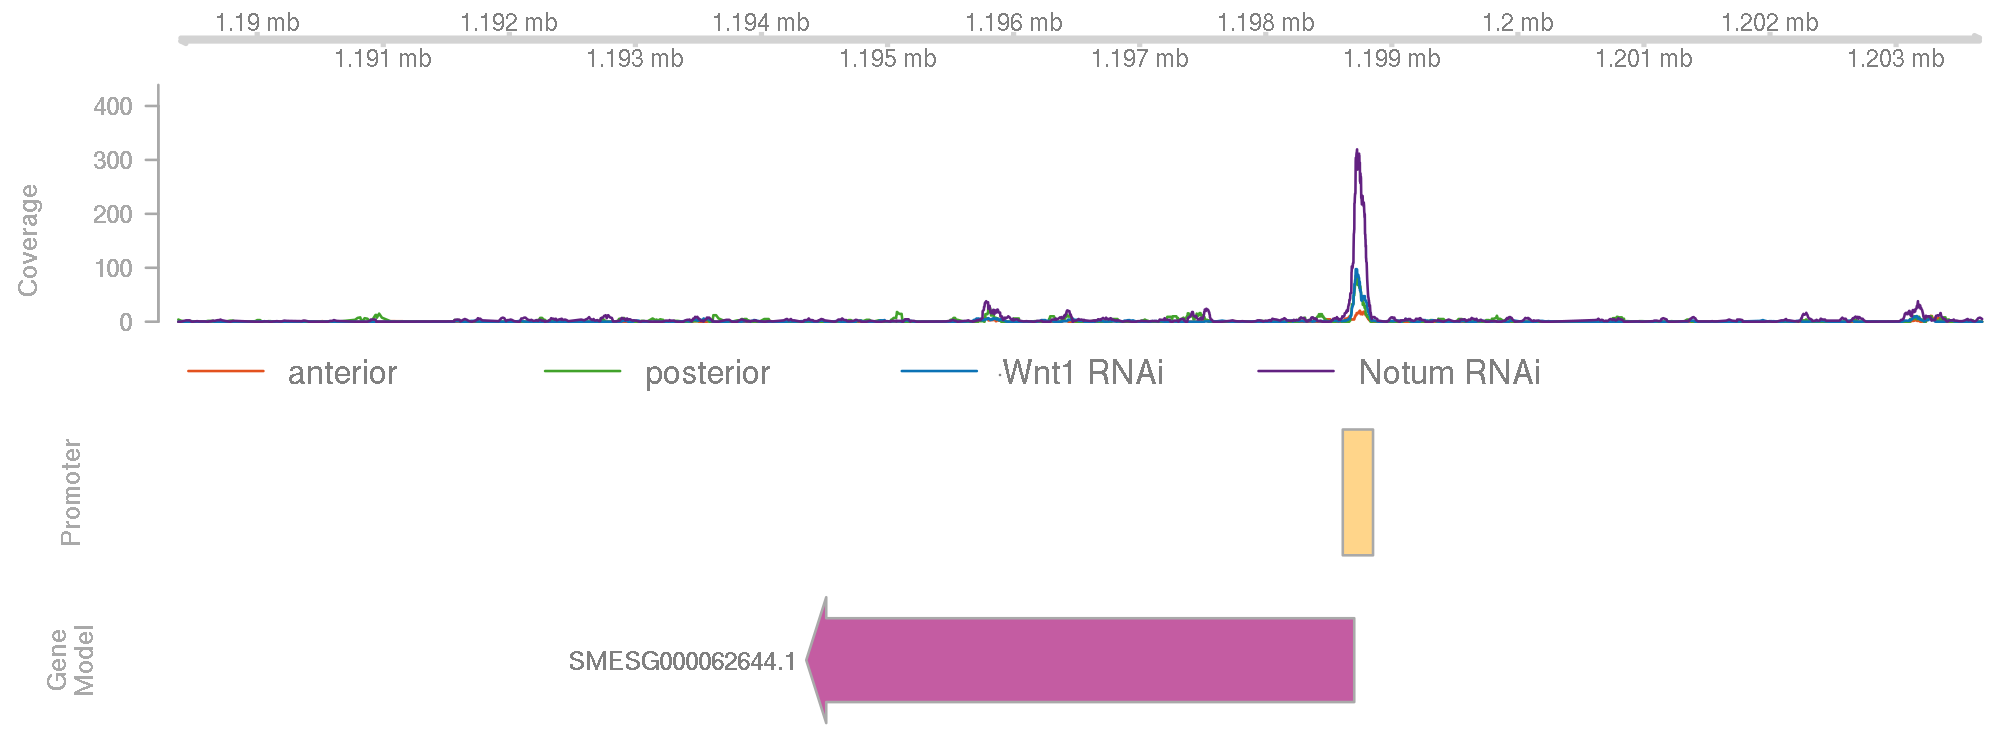 1.19 mb 1.192 mb 1.194 mb 1.196 mb 1.198 mb 1.2 mb 1.202 mb
1.191 mb 1.193 mb 1.195 mb 1.197 mb 1.199 mb 1.201 mb 1.203 mb
Coverage
400
300
200
100
0
anterior posterior Wnt1 RNAi Notum RNAi
Promoter
Gene
Model
SMESG000062644.1